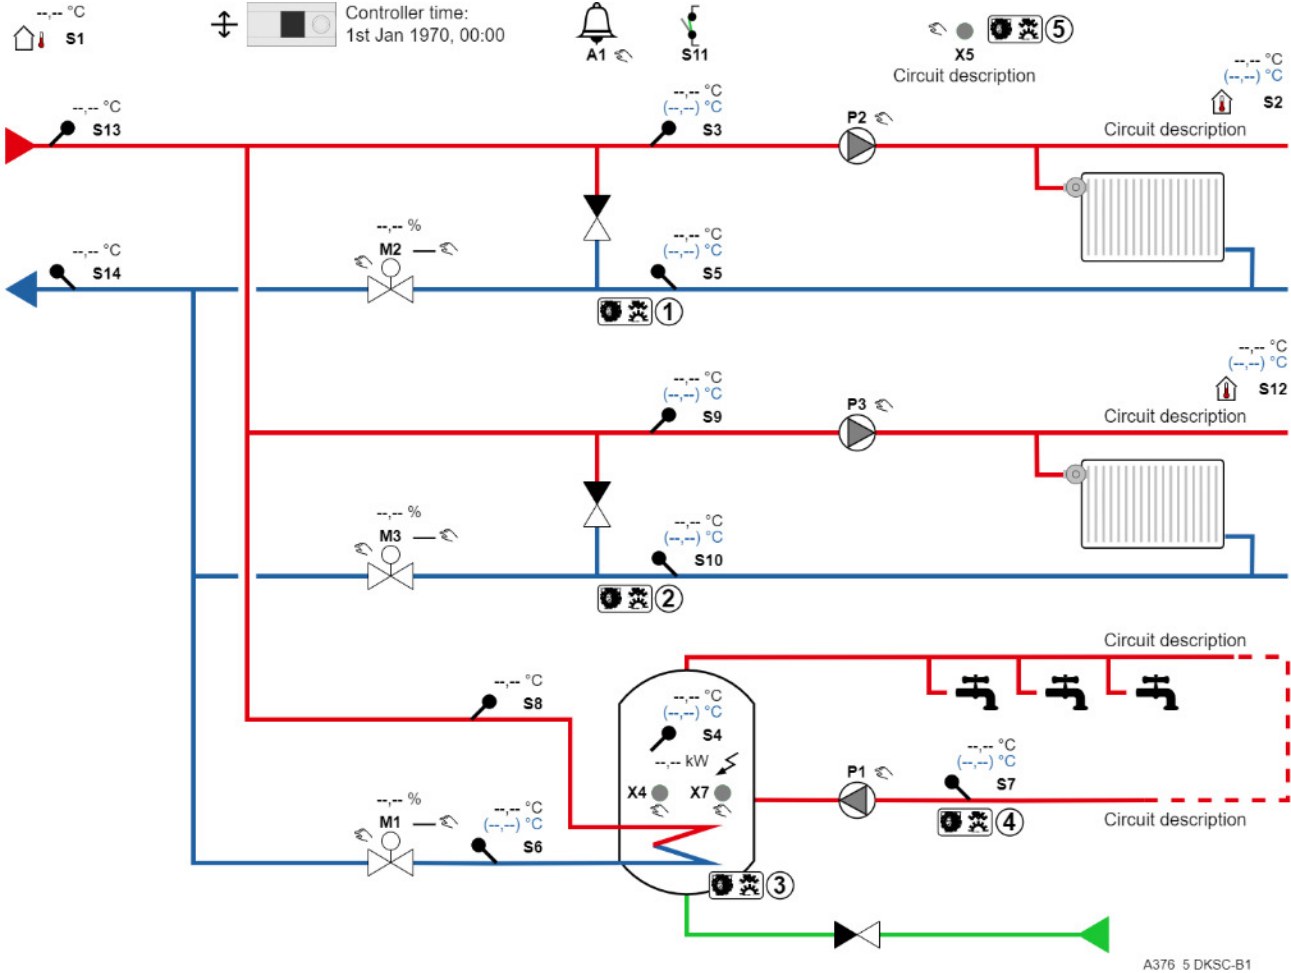 --,-- °C
S1
Controller time:
1st Jan 1970, 00:00
A1
S11
X5
5
Circuit description
--,-- °C
(--,--) °C
S2
--,-- °C
S13
--,-- °C
(--,--) °C
S3
P2
Circuit description
--,-- °C
S14
--,-- %
M2
--,-- °C
(--,--) °C
S5
1
--,-- °C
(--,--) °C
S12
--,-- °C
(--,--) °C
S9
P3
Circuit description
--,-- %
M3
--,-- °C
(--,--) °C
S10
2
Circuit description
--,-- °C
S8
--,-- °C
(--,--) °C
S4
--,-- kW
X4
X7
P1
--,-- °C
(--,--) °C
S7
4
Circuit description
--,-- %
M1
--,-- °C
(--,--) °C
S6
3
A376_5 DKSC-B1